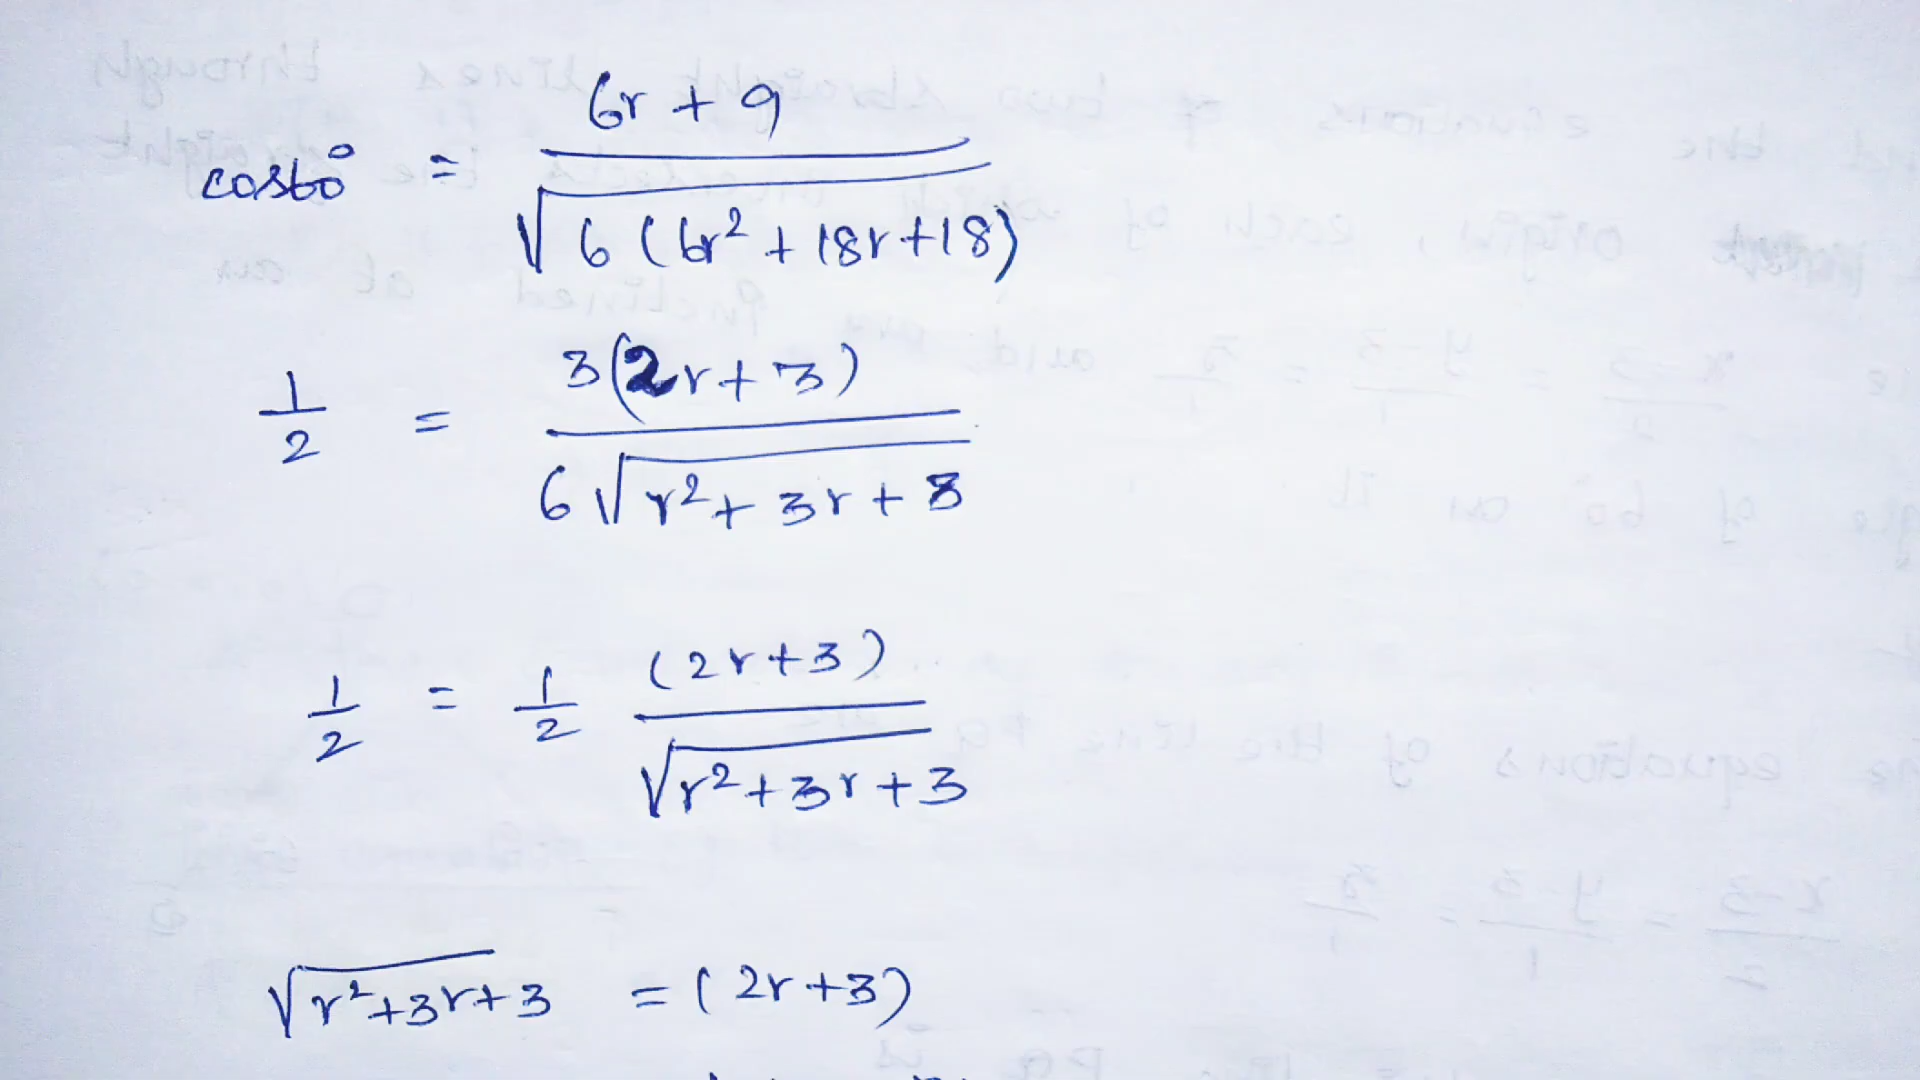 cos60° = 6r + 9 / √6(6r² + 18r + 18)
1/2 = 3(2r + 3) / 6√r² + 3r + 3
1/2 = 1/2 (2r + 3) / √r² + 3r + 3
√r² + 3r + 3 = (2r + 3)